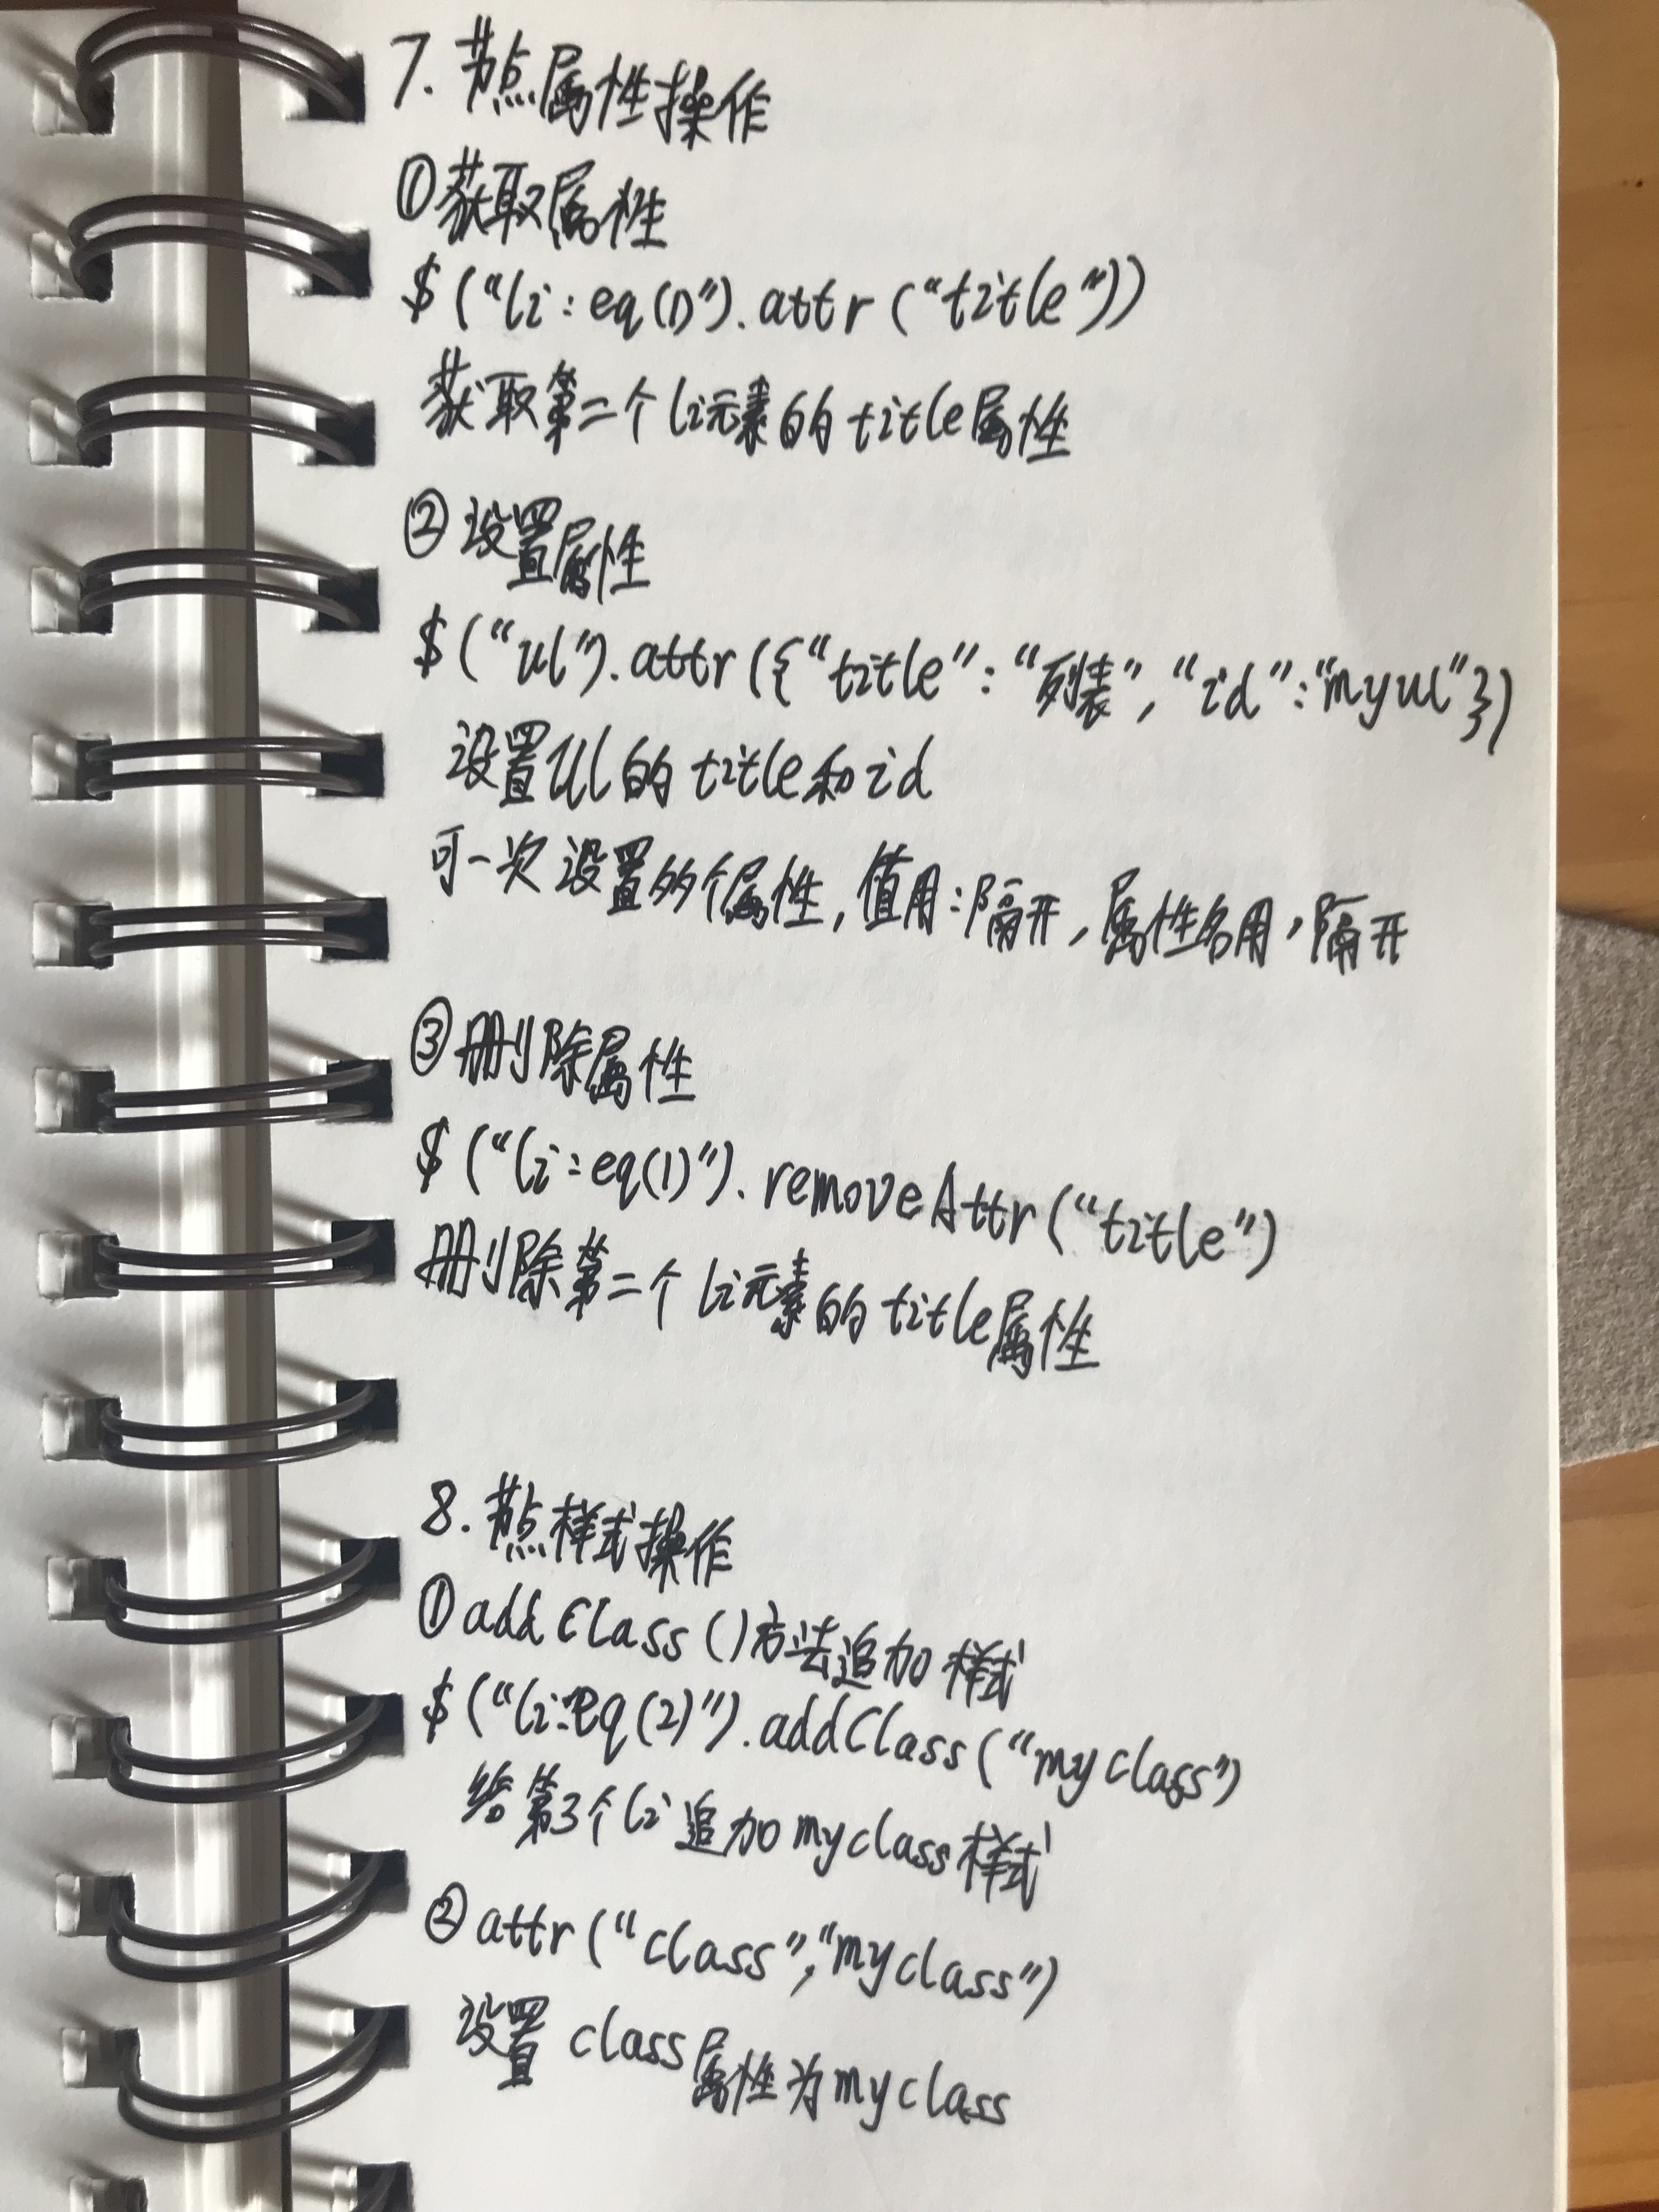 7. 节点属性操作
①获取属性
$("li:eq(1)").attr("title"))
获取第二个li元素的title属性
②设置属性
$("ul").attr({"title":"列表","id":"myul"})
设置ul的title和id
可一次设置多个属性,值用:隔开,属性名用,隔开
③删除属性
$("li:eq(1)").removeAttr("title")
删除第二个li元素的title属性
8. 节点样式操作
①addClass()方法追加样式
$("li:eq(2)").addClass("myclass")
给第3个li追加myclass样式
②attr("class","myclass")
设置class属性为myclass